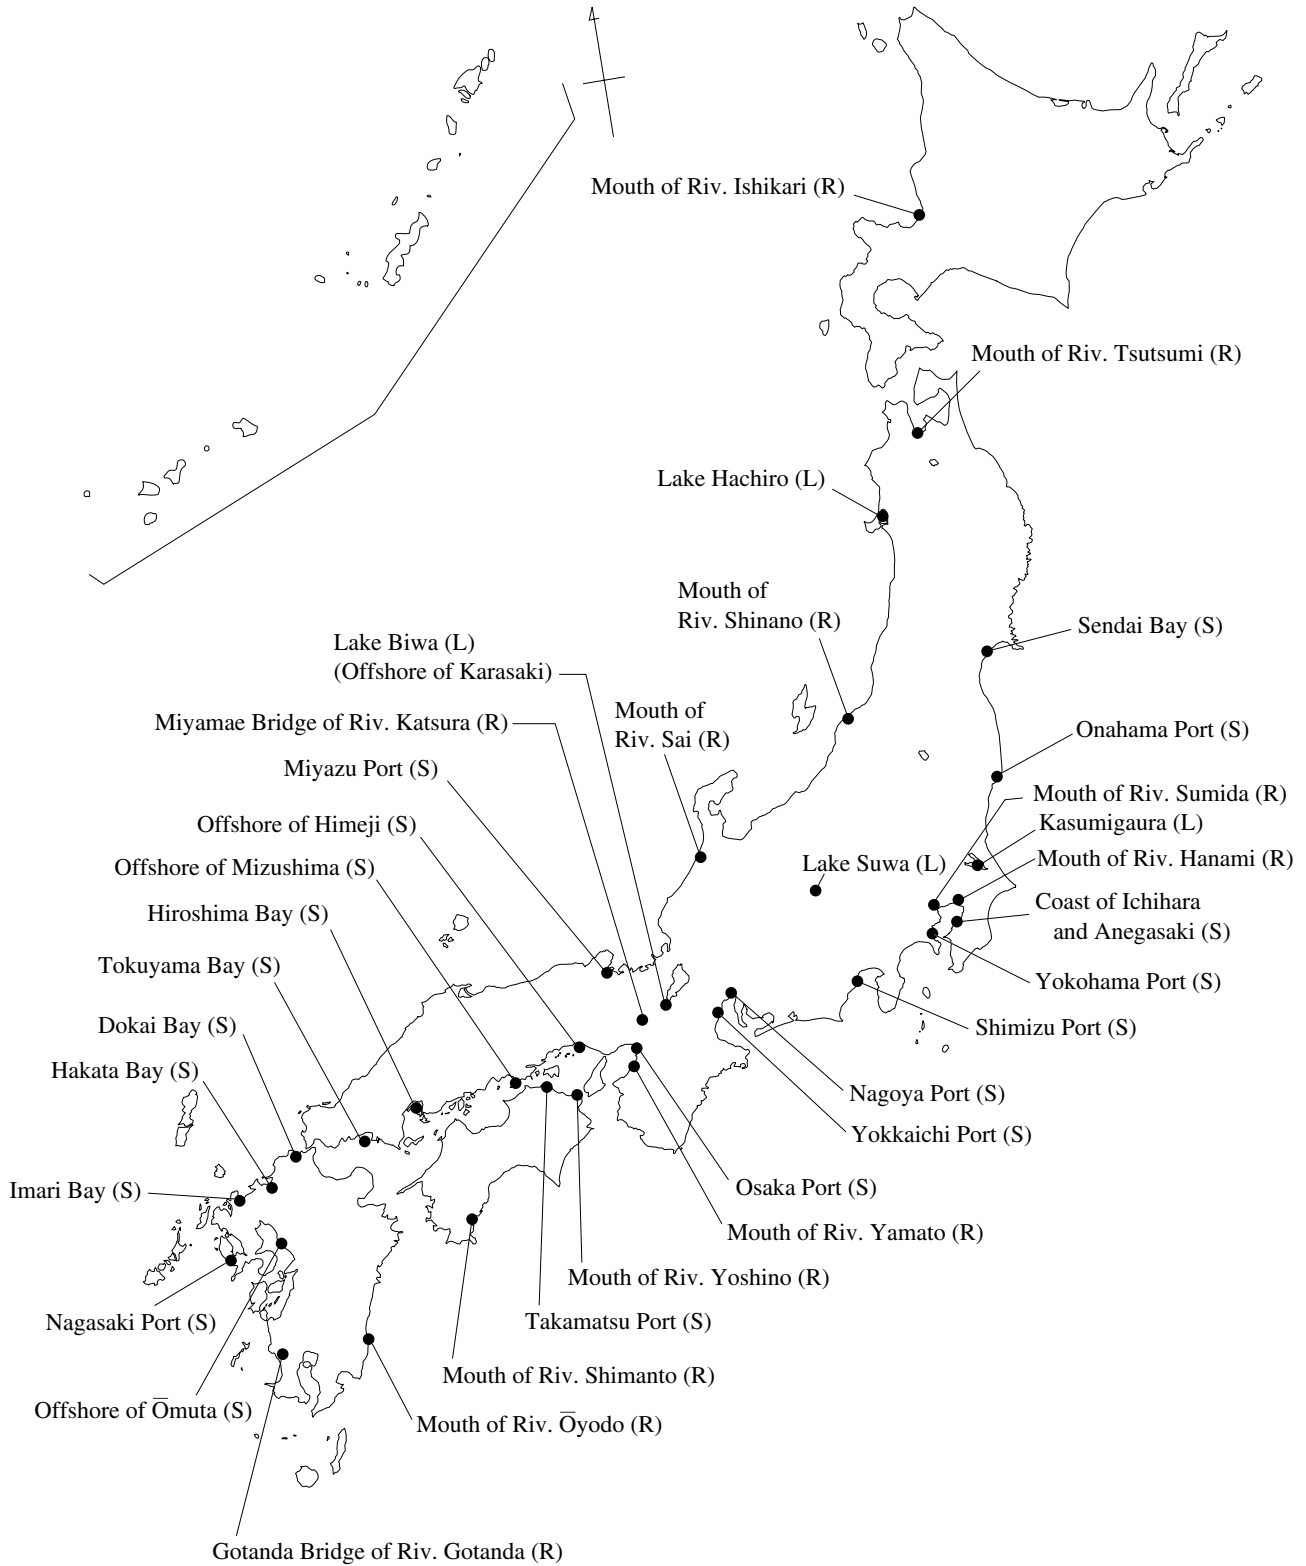 Mouth of Riv. Ishikari (R)
Mouth of Riv. Tsutsumi (R)
Lake Hachiro (L)
Mouth of
Riv. Shinano (R)
Sendai Bay (S)
Lake Biwa (L)
(Offshore of Karasaki)
Miyamae Bridge of Riv. Katsura (R)
Mouth of
Riv. Sai (R)
Onahama Port (S)
Miyazu Port (S)
Mouth of Riv. Sumida (R)
Kasumigaura (L)
Offshore of Himeji (S)
Mouth of Riv. Hanami (R)
Lake Suwa (L)
Offshore of Mizushima (S)
Coast of Ichihara
and Anegasaki (S)
Hiroshima Bay (S)
Tokuyama Bay (S)
Yokohama Port (S)
Dokai Bay (S)
Shimizu Port (S)
Hakata Bay (S)
Nagoya Port (S)
Yokkaichi Port (S)
Imari Bay (S)
Osaka Port (S)
Mouth of Riv. Yamato (R)
Mouth of Riv. Yoshino (R)
Nagasaki Port (S)
Takamatsu Port (S)
Mouth of Riv. Shimanto (R)
Offshore of Ōmuta (S)
Mouth of Riv. Ōyodo (R)
Gotanda Bridge of Riv. Gotanda (R)